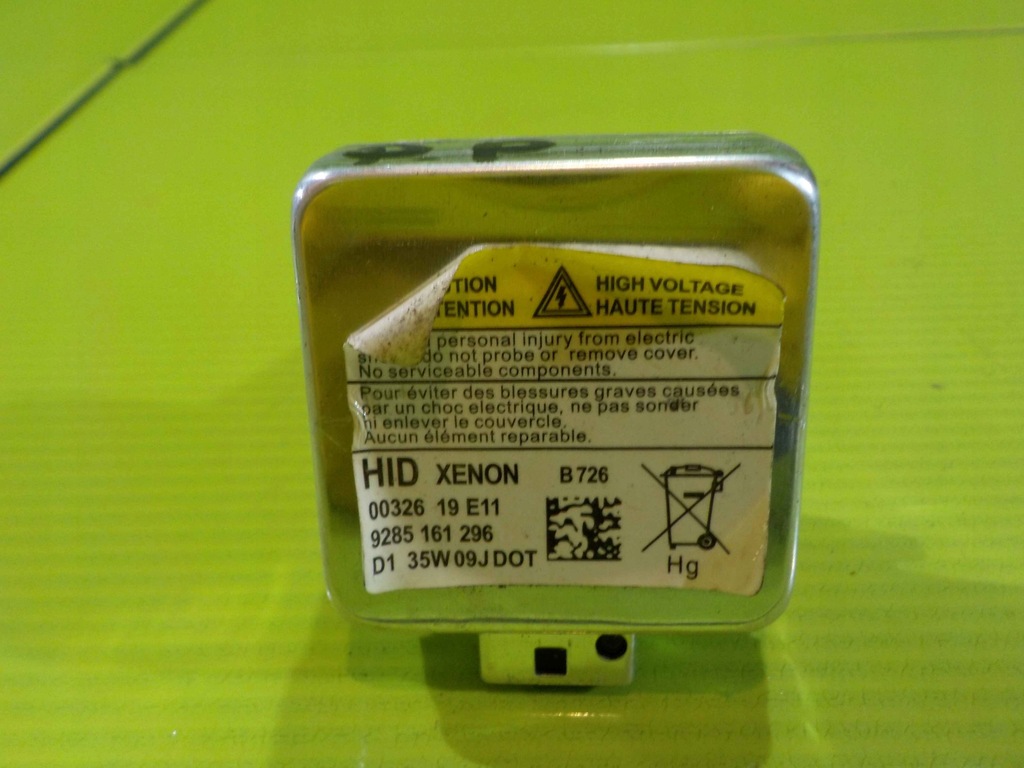 TION
TENTION
HIGH VOLTAGE
HAUTE TENSION
personal injury from electric
do not probe or remove cover.
No serviceable components.
Pour éviter des blessures graves causées
par un choc electrique, ne pas sonder
ni enlever le couvercle.
Aucun élément reparable.
HID XENON B726
00326 19 E11
9285 161 296
D1 35W 09J DOT
Hg